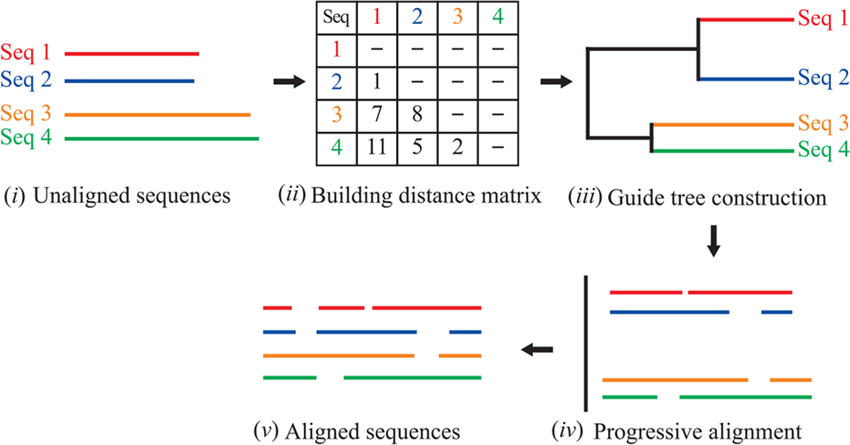 Seq 1
Seq 2
Seq 3
Seq 4
(i) Unaligned sequences
Seq 1 2 3 4
1 – – – –
2 1 – – –
3 7 8 – –
4 11 5 2 –
(ii) Building distance matrix
Seq 1
Seq 2
Seq 3
Seq 4
(iii) Guide tree construction
(iv) Progressive alignment
(v) Aligned sequences